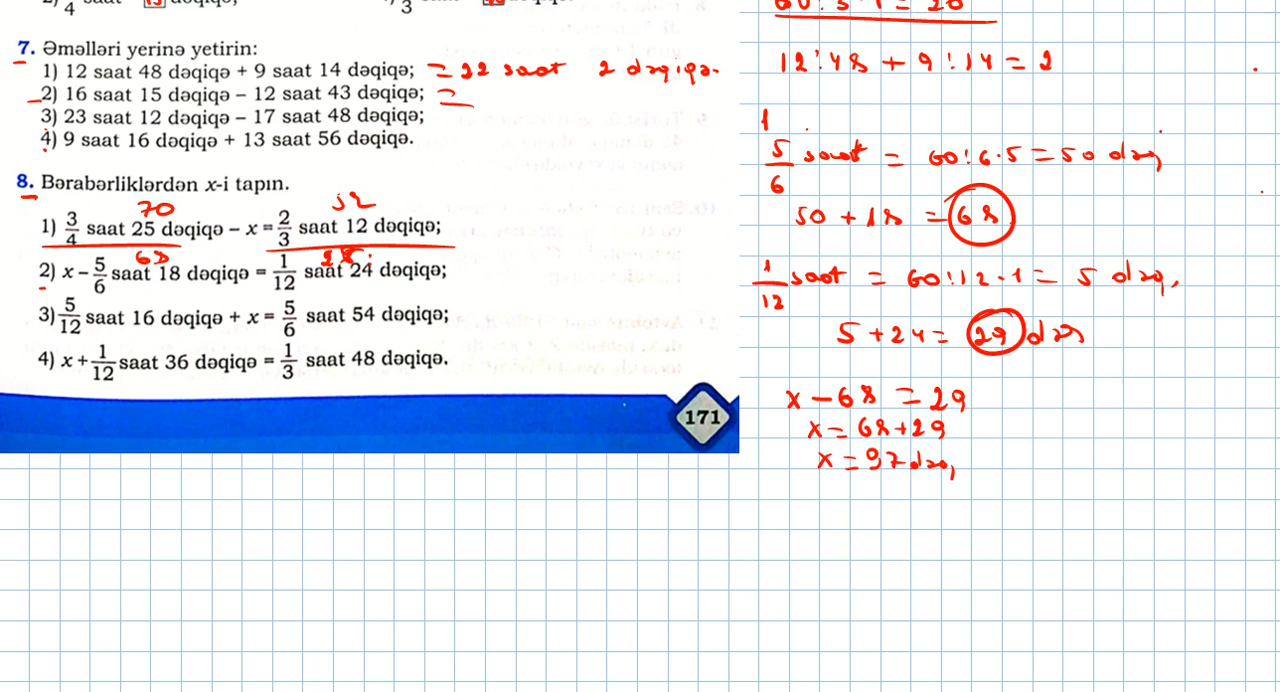 7. Əməlləri yerinə yetirin:
1) 12 saat 48 dəqiqə + 9 saat 14 dəqiqə; = 22 saat 2 dəqiqə.
2) 16 saat 15 dəqiqə – 12 saat 43 dəqiqə; =
3) 23 saat 12 dəqiqə – 17 saat 48 dəqiqə;
4) 9 saat 16 dəqiqə + 13 saat 56 dəqiqə.
8. Bərabərliklərdən x-i tapın.
70 52
1) 3/4 saat 25 dəqiqə – x = 2/3 saat 12 dəqiqə;
68
2) x – 5/6 saat 18 dəqiqə = 1/12 saat 24 dəqiqə;
3) 5/12 saat 16 dəqiqə + x = 5/6 saat 54 dəqiqə;
4) x + 1/12 saat 36 dəqiqə = 1/3 saat 48 dəqiqə.
171
12:48 + 9:14 = 2
1
5/6 saat = 60:6·5 = 50 dəq
50 + 18 = 68
1/12 saat = 60:12·1 = 5 dəq,
5 + 24 = 29 dəq
x – 68 = 29
x = 68 + 29
x = 97 dəq,